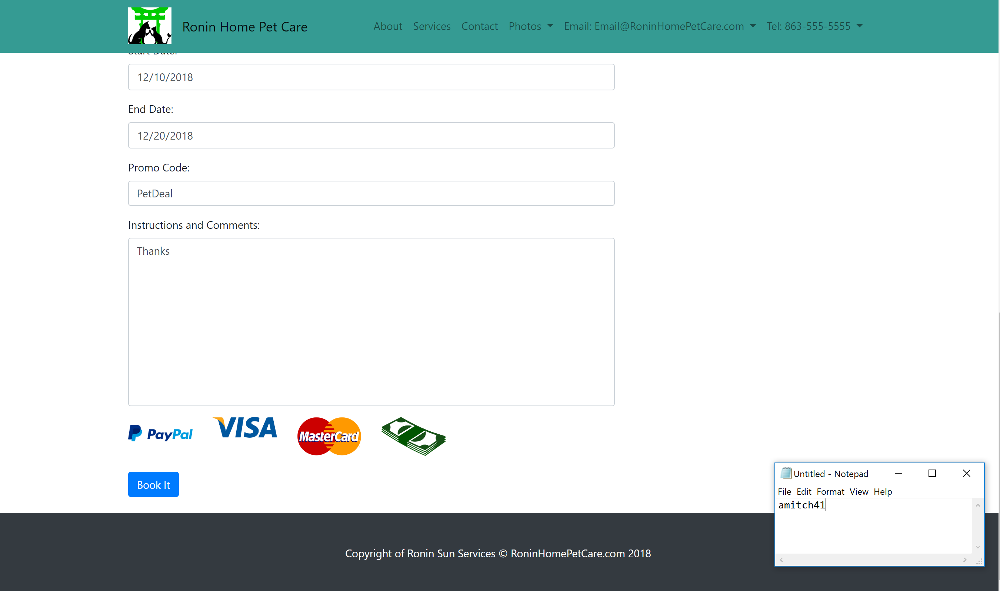 Ronin Home Pet Care
About Services Contact Photos Email: Email@RoninHomePetCare.com Tel: 863-555-5555
Start Date:
12/10/2018
End Date:
12/20/2018
Promo Code:
PetDeal
Instructions and Comments:
Thanks
PayPal VISA MasterCard
Book It
Untitled - Notepad
File Edit Format View Help
amitch41
Copyright of Ronin Sun Services © RoninHomePetCare.com 2018